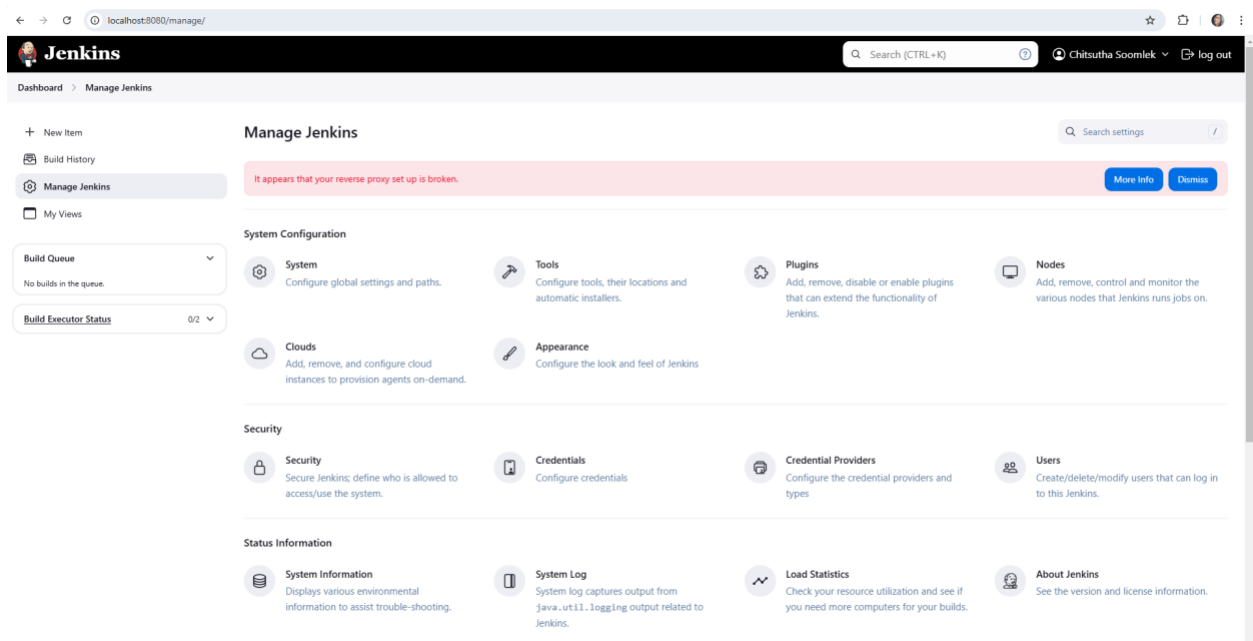 localhost:8080/manage/
Jenkins
Search (CTRL+K)
?
Chitsutha Soomlek
log out
Dashboard > Manage Jenkins
New Item
Build History
Manage Jenkins
My Views
Build Queue
No builds in the queue.
Build Executor Status 0/2
Manage Jenkins
Search settings /
It appears that your reverse proxy set up is broken.
More Info
Dismiss
System Configuration
System
Configure global settings and paths.
Tools
Configure tools, their locations and
automatic installers.
Plugins
Add, remove, disable or enable plugins
that can extend the functionality of
Jenkins.
Nodes
Add, remove, control and monitor the
various nodes that Jenkins runs jobs on.
Clouds
Add, remove, and configure cloud
instances to provision agents on-demand.
Appearance
Configure the look and feel of Jenkins
Security
Security
Secure Jenkins; define who is allowed to
access/use the system.
Credentials
Configure credentials
Credential Providers
Configure the credential providers and
types
Users
Create/delete/modify users that can log in
to this Jenkins.
Status Information
System Information
Displays various environmental
information to assist trouble-shooting.
System Log
System log captures output from
java.util.logging output related to
Jenkins.
Load Statistics
Check your resource utilization and see if
you need more computers for your builds.
About Jenkins
See the version and license information.